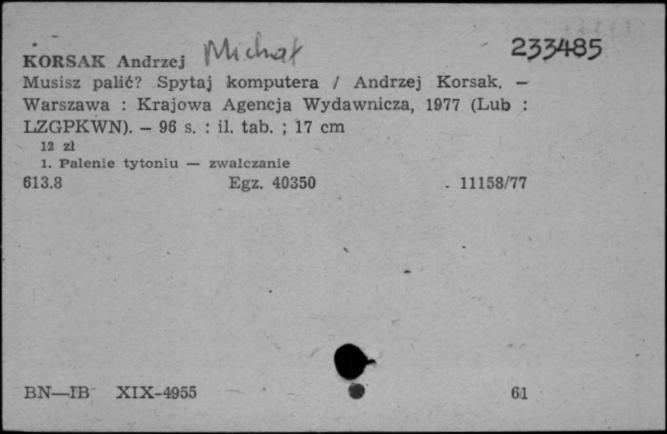 KORSAK Andrzej Michał 233485
Musisz palić? Spytaj komputera / Andrzej Korsak. —
Warszawa : Krajowa Agencja Wydawnicza, 1977 (Lub :
LZGPKWN). — 96 s. : il. tab. ; 17 cm
12 zł
1. Palenie tytoniu — zwalczanie
613.8 Egz. 40350 11158/77
BN—IB XIX-4955 61